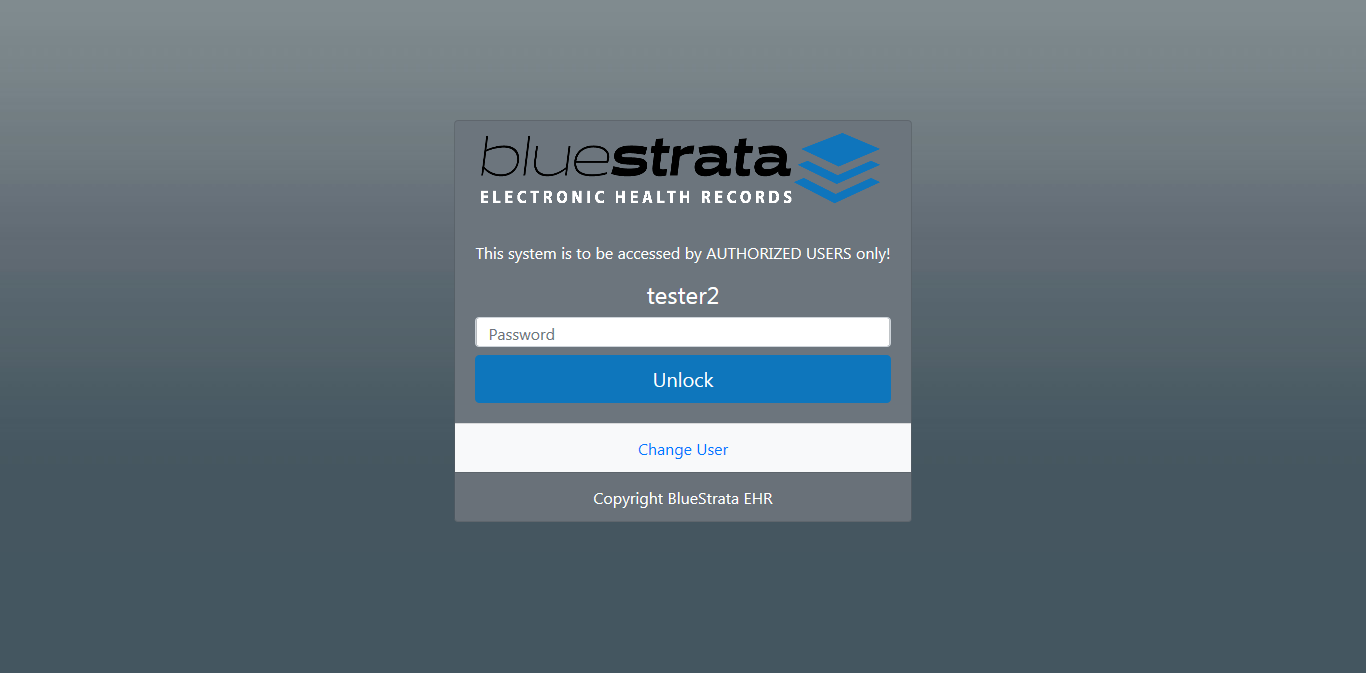 bluestrata
ELECTRONIC HEALTH RECORDS
This system is to be accessed by AUTHORIZED USERS only!
tester2
Password
Unlock
Change User
Copyright BlueStrata EHR